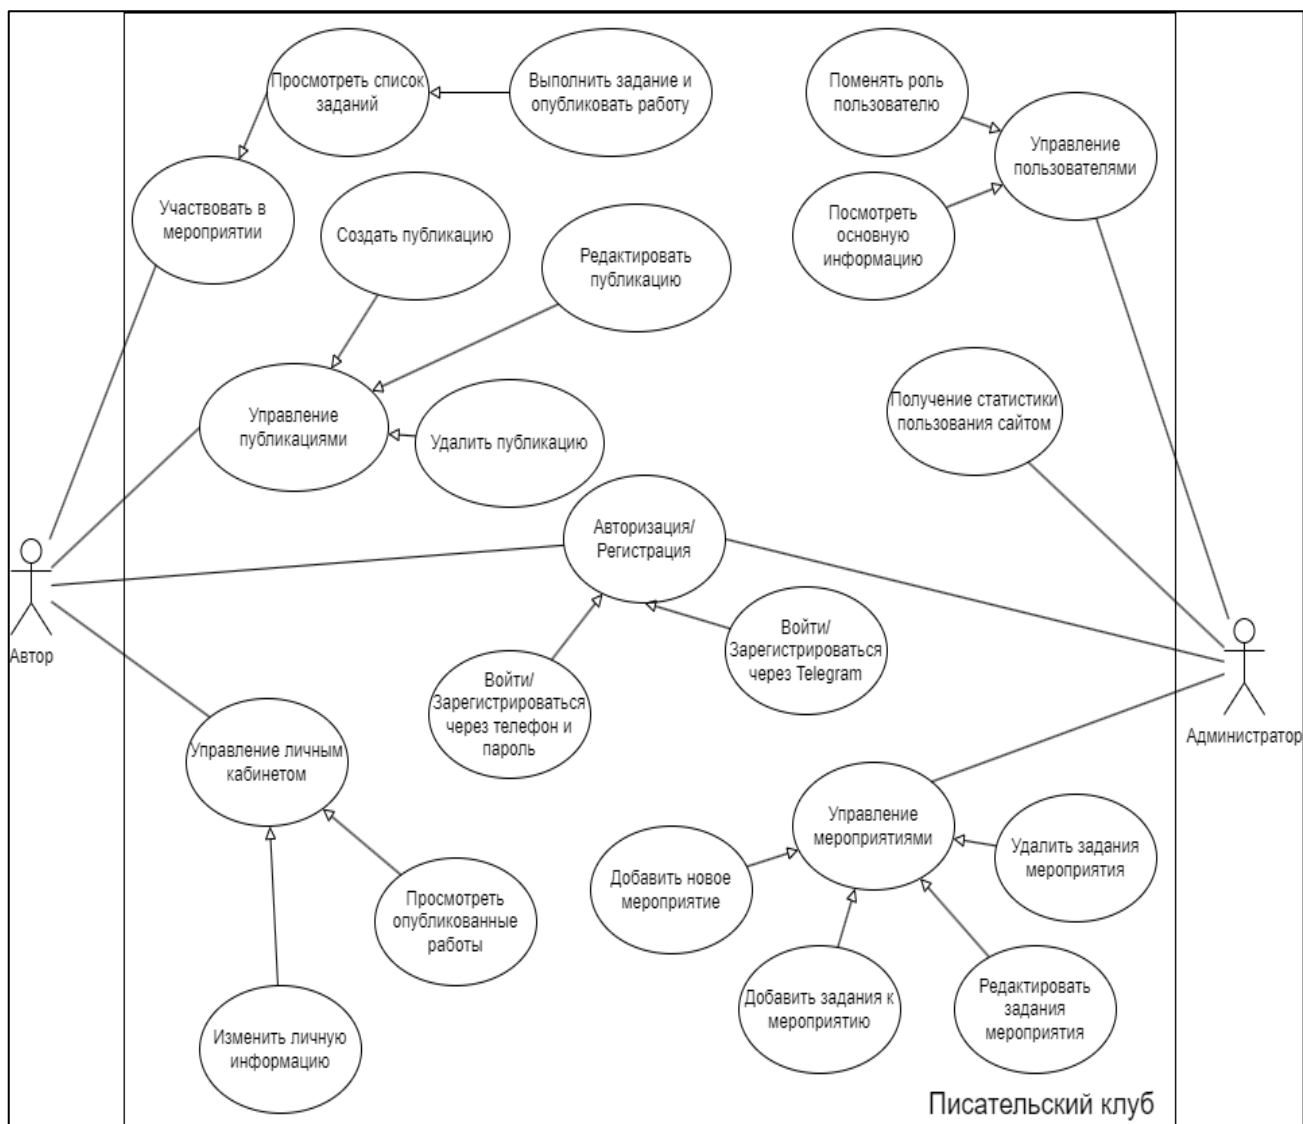 Просмотреть список
заданий
Выполнить задание и
опубликовать работу
Поменять роль
пользователю
Управление
пользователями
Участвовать в
мероприятии
Создать публикацию
Редактировать
публикацию
Посмотреть
основную
информацию
Управление
публикациями
Удалить публикацию
Получение статистики
пользования сайтом
Авторизация/
Регистрация
Автор
Войти/
Зарегистрироваться
через телефон и
пароль
Войти/
Зарегистрироваться
через Telegram
Администратор
Управление личным
кабинетом
Управление
мероприятиями
Удалить задания
мероприятия
Добавить новое
мероприятие
Просмотреть
опубликованные
работы
Добавить задания к
мероприятию
Редактировать
задания
мероприятия
Изменить личную
информацию
Писательский клуб